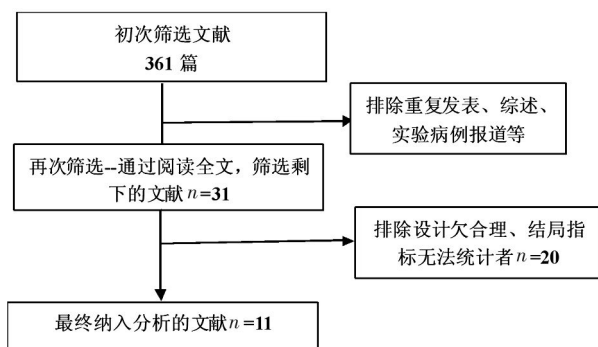 初次筛选文献
361 篇
排除重复发表、综述、
实验病例报道等
再次筛选--通过阅读全文，筛选剩
下的文献 n=31
排除设计欠合理、结局指
标无法统计者 n=20
最终纳入分析的文献 n=11